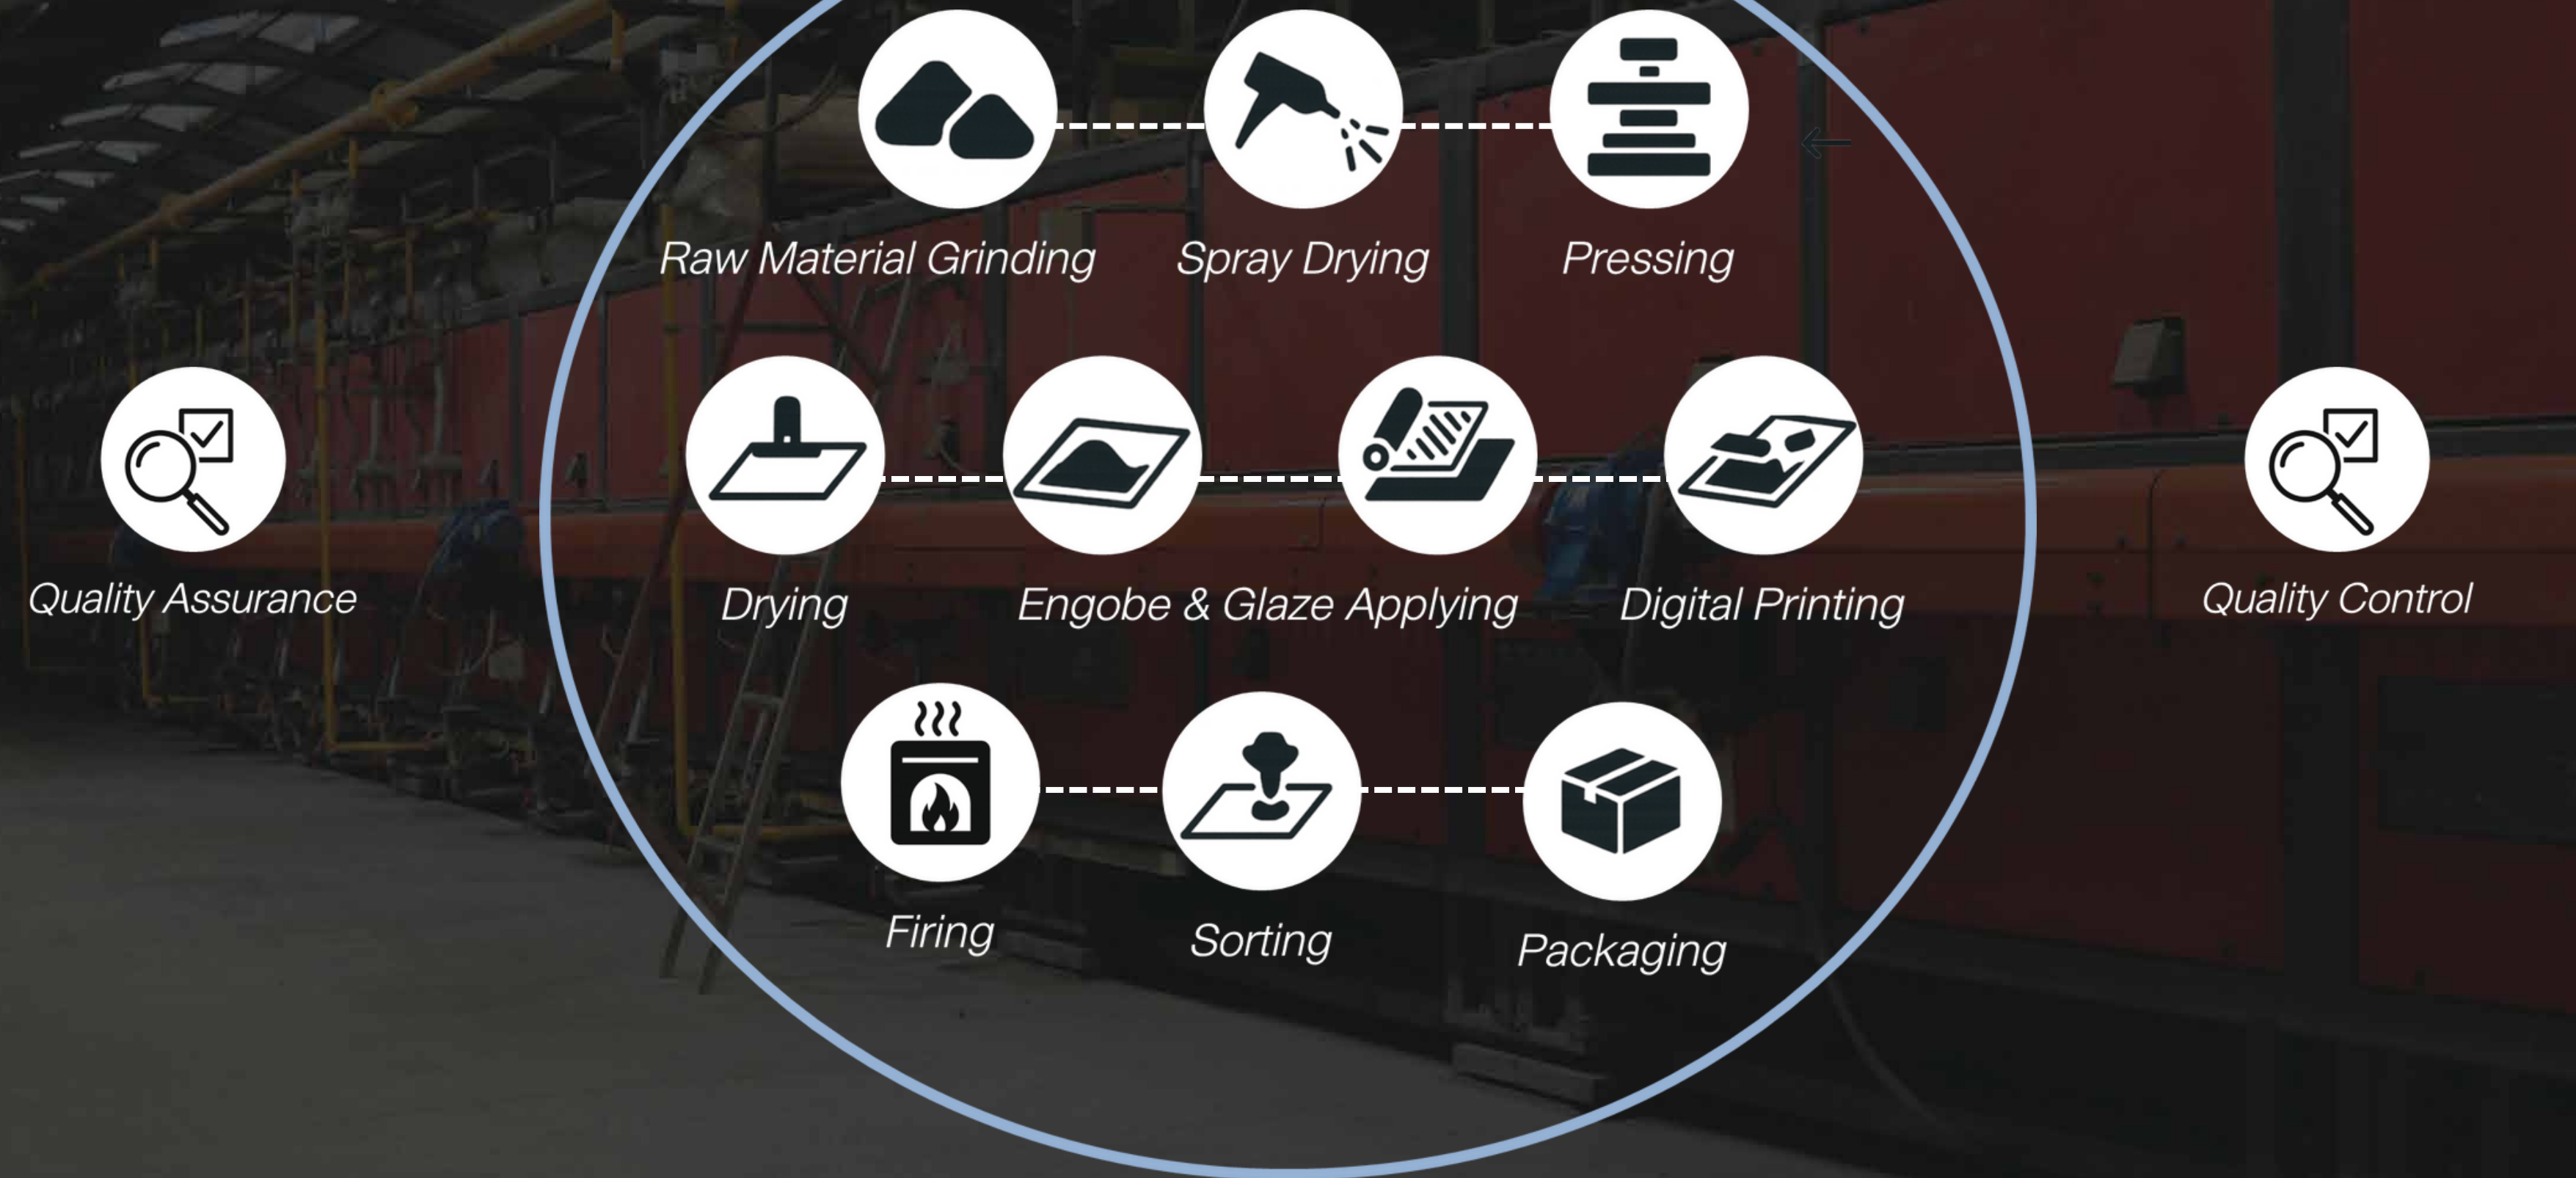 Raw Material Grinding
Spray Drying
Pressing
Quality Assurance
Drying
Engobe & Glaze Applying
Digital Printing
Quality Control
Firing
Sorting
Packaging